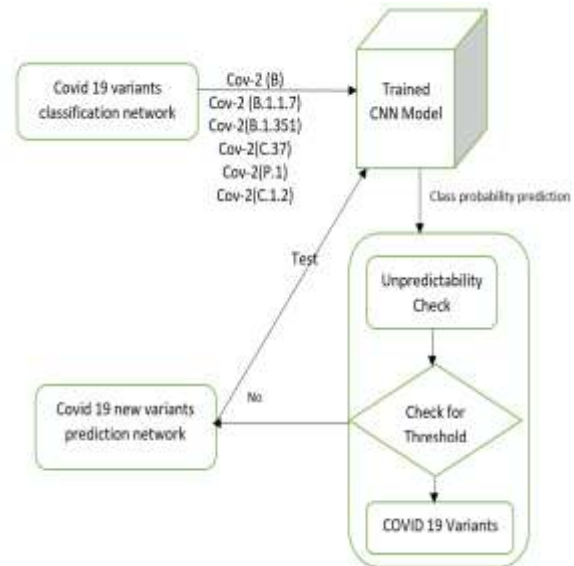 Covid 19 variants
classification network
Cov-2 (B)
Cov-2 (B.1.1.7)
Cov-2(B.1.351)
Cov-2(C.37)
Cov-2(P.1)
Cov-2(C.1.2)
Trained
CNN Model
Class probability prediction
Test
Unpredictability
Check
Covid 19 new variants
prediction network
No
Check for
Threshold
COVID 19 Variants